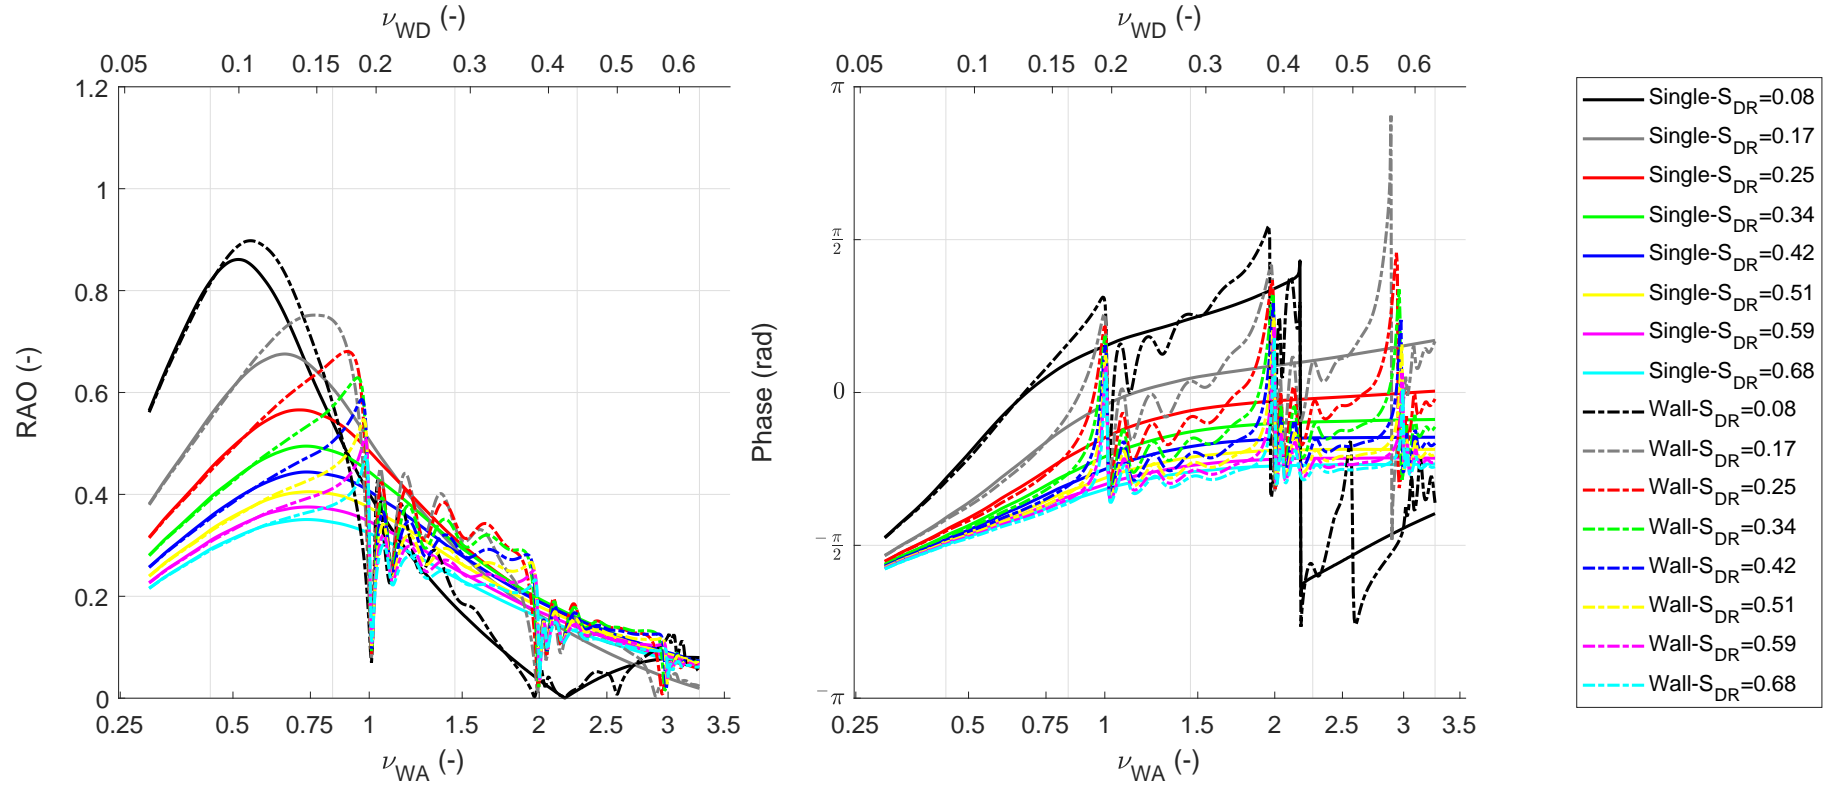 ν_WD (-)
0.05 0.1 0.15 0.2 0.3 0.4 0.5 0.6
1.2
1
0.8
0.6
0.4
0.2
0
RAO (-)
0.25 0.5 0.75 1 1.5 2 2.5 3 3.5
ν_WA (-)
ν_WD (-)
0.05 0.1 0.15 0.2 0.3 0.4 0.5 0.6
π
π/2
0
-π/2
-π
Phase (rad)
0.25 0.5 0.75 1 1.5 2 2.5 3 3.5
ν_WA (-)
Single-S_DR=0.08
Single-S_DR=0.17
Single-S_DR=0.25
Single-S_DR=0.34
Single-S_DR=0.42
Single-S_DR=0.51
Single-S_DR=0.59
Single-S_DR=0.68
Wall-S_DR=0.08
Wall-S_DR=0.17
Wall-S_DR=0.25
Wall-S_DR=0.34
Wall-S_DR=0.42
Wall-S_DR=0.51
Wall-S_DR=0.59
Wall-S_DR=0.68